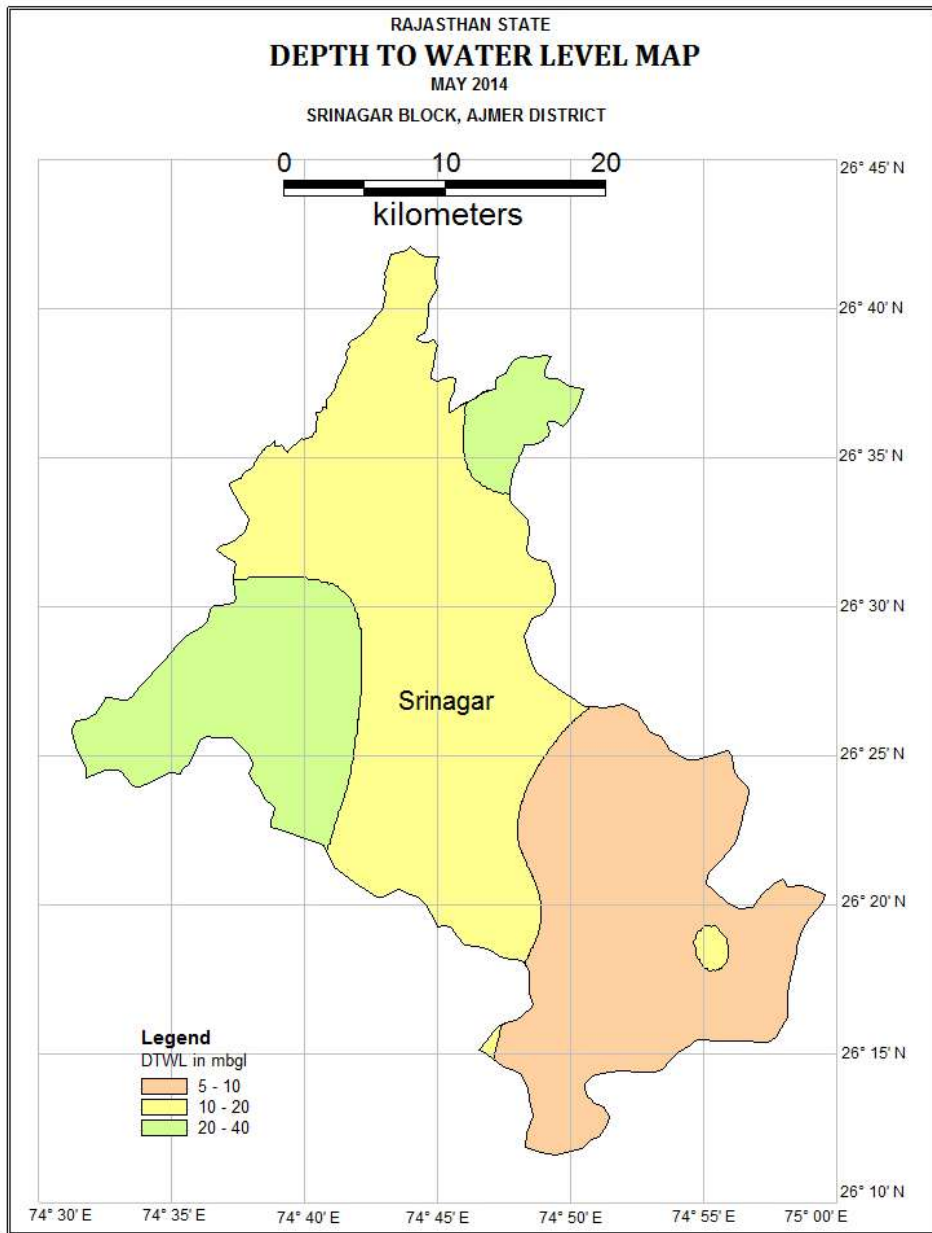 RAJASTHAN STATE
DEPTH TO WATER LEVEL MAP
MAY 2014
SRINAGAR BLOCK, AJMER DISTRICT
0 10 20
kilometers
26° 45' N
26° 40' N
26° 35' N
26° 30' N
Srinagar
26° 25' N
26° 20' N
26° 15' N
Legend
DTWL in mbgl
5 - 10
10 - 20
20 - 40
26° 10' N
74° 30' E 74° 35' E 74° 40' E 74° 45' E 74° 50' E 74° 55' E 75° 00' E